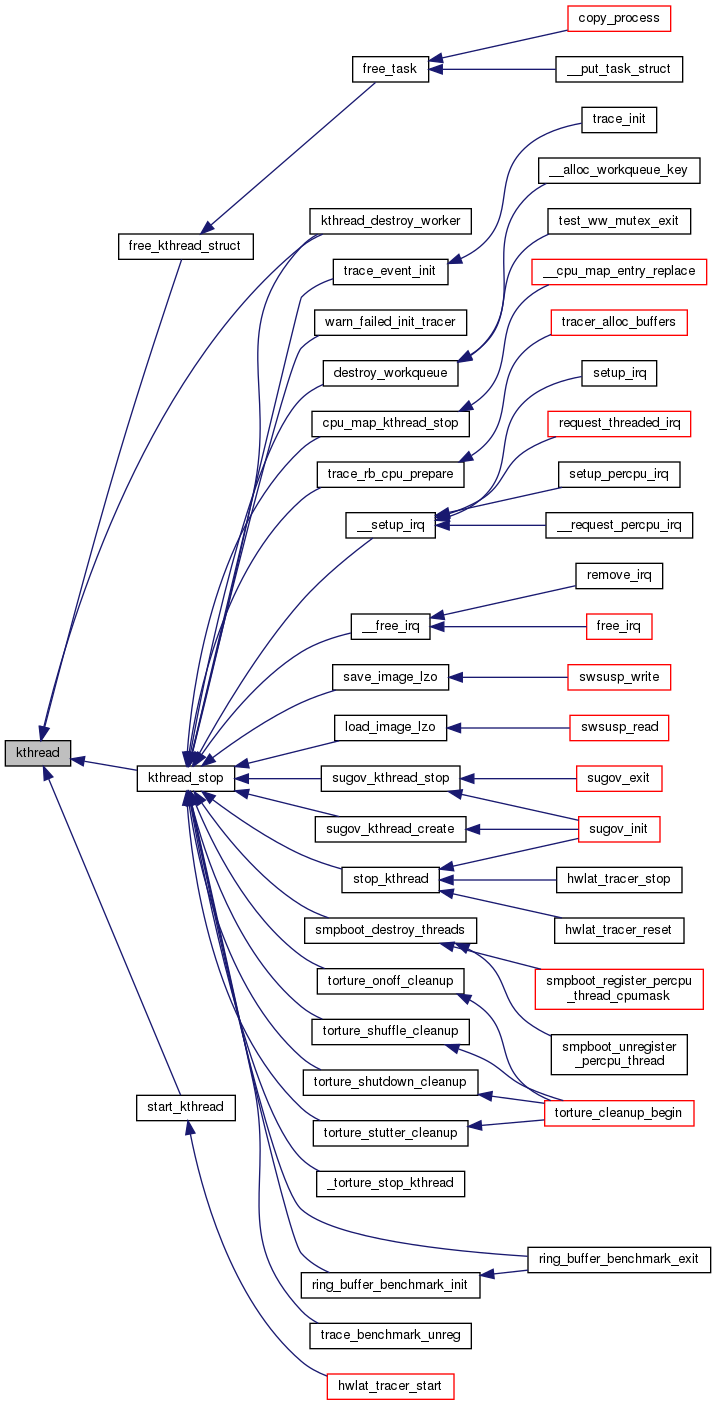 copy_process
free_task
__put_task_struct
trace_init
__alloc_workqueue_key
kthread_destroy_worker
test_ww_mutex_exit
free_kthread_struct
trace_event_init
__cpu_map_entry_replace
warn_failed_init_tracer
tracer_alloc_buffers
destroy_workqueue
setup_irq
cpu_map_kthread_stop
request_threaded_irq
trace_rb_cpu_prepare
setup_percpu_irq
__setup_irq
__request_percpu_irq
remove_irq
__free_irq
free_irq
save_image_lzo
swsusp_write
load_image_lzo
swsusp_read
kthread
kthread_stop
sugov_kthread_stop
sugov_exit
sugov_kthread_create
sugov_init
stop_kthread
hwlat_tracer_stop
smpboot_destroy_threads
hwlat_tracer_reset
torture_onoff_cleanup
smpboot_register_percpu
_thread_cpumask
torture_shuffle_cleanup
smpboot_unregister
_percpu_thread
torture_shutdown_cleanup
start_kthread
torture_cleanup_begin
torture_stutter_cleanup
_torture_stop_kthread
ring_buffer_benchmark_exit
ring_buffer_benchmark_init
trace_benchmark_unreg
hwlat_tracer_start